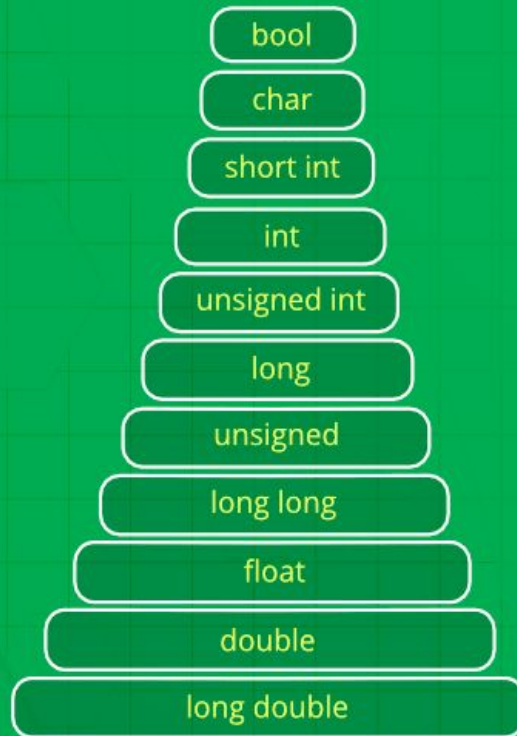 bool
char
short int
int
unsigned int
long
unsigned
long long
float
double
long double